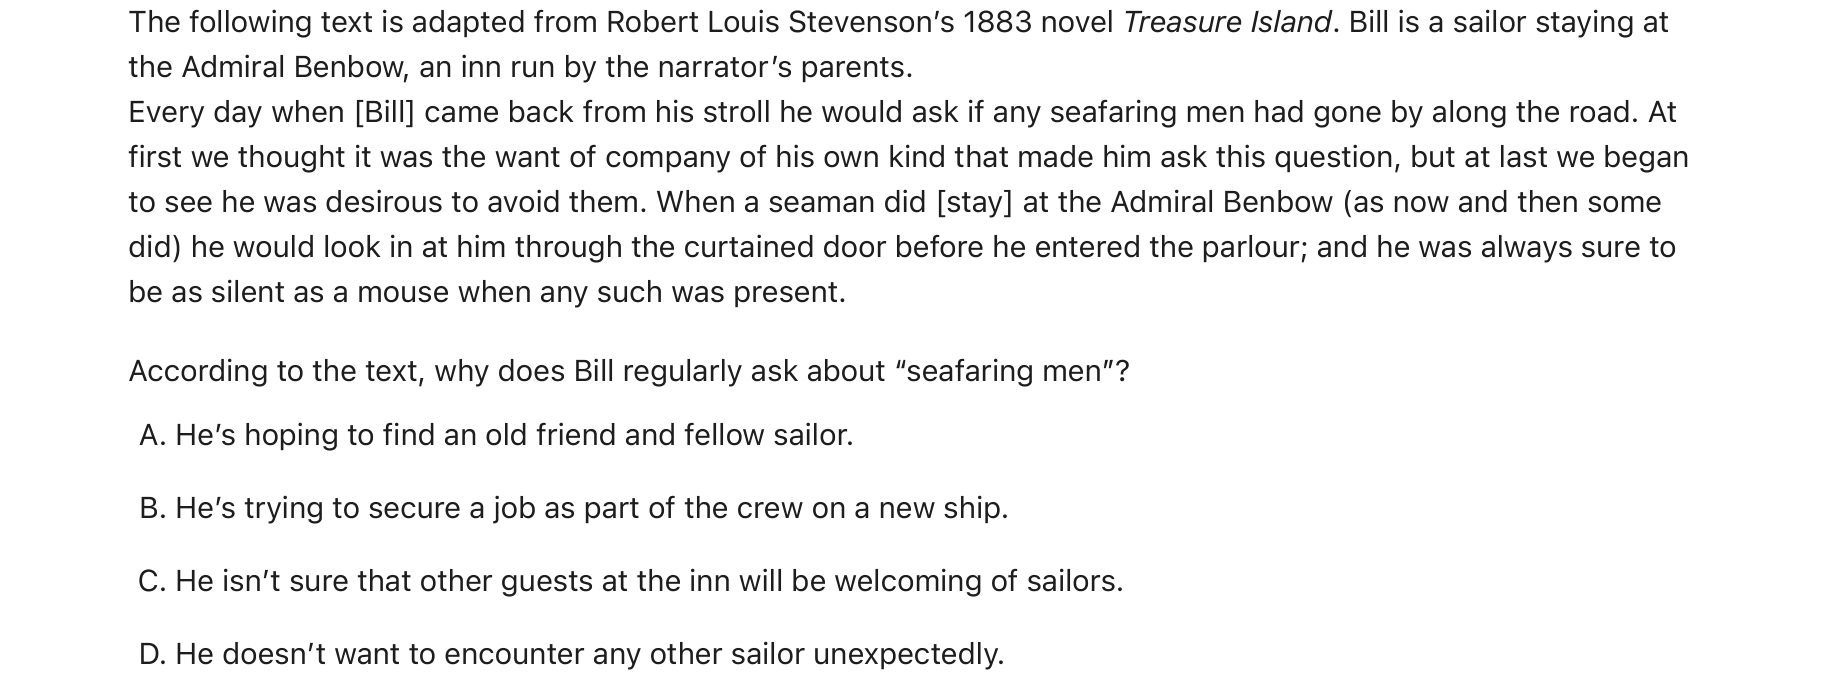 The following text is adapted from Robert Louis Stevenson’s 1883 novel Treasure Island. Bill is a sailor staying at
the Admiral Benbow, an inn run by the narrator’s parents.
Every day when [Bill] came back from his stroll he would ask if any seafaring men had gone by along the road. At
first we thought it was the want of company of his own kind that made him ask this question, but at last we began
to see he was desirous to avoid them. When a seaman did [stay] at the Admiral Benbow (as now and then some
did) he would look in at him through the curtained door before he entered the parlour; and he was always sure to
be as silent as a mouse when any such was present.
According to the text, why does Bill regularly ask about “seafaring men”?
A. He’s hoping to find an old friend and fellow sailor.
B. He’s trying to secure a job as part of the crew on a new ship.
C. He isn’t sure that other guests at the inn will be welcoming of sailors.
D. He doesn’t want to encounter any other sailor unexpectedly.